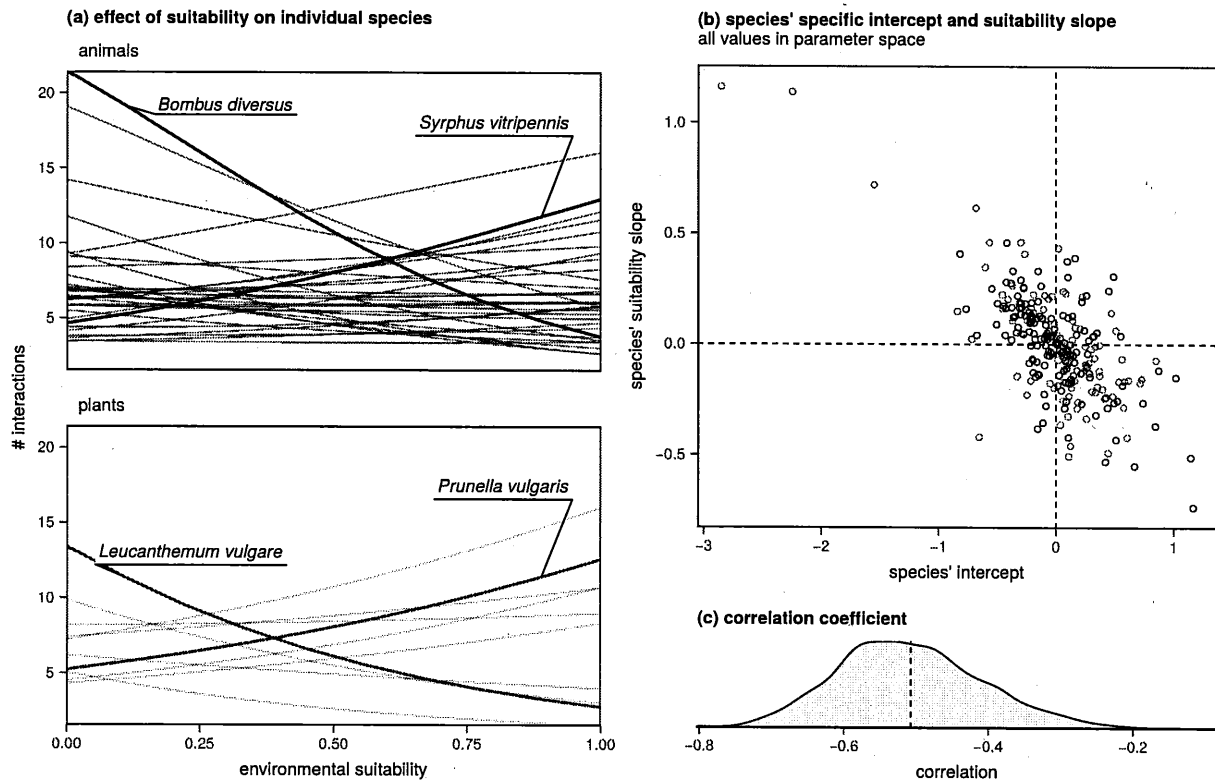 (a) effect of suitability on individual species
animals
20
15
10
5
Bombus diversus
Syrphus vitripennis
plants
20
15
10
5
Prunella vulgaris
Leucanthemum vulgare
# interactions
0.00 0.25 0.50 0.75 1.00
environmental suitability
(b) species' specific intercept and suitability slope
all values in parameter space
1.0
0.5
0.0
−0.5
species' suitability slope
−3 −2 −1 0 1
species' intercept
(c) correlation coefficient
−0.8 −0.6 −0.4 −0.2
correlation